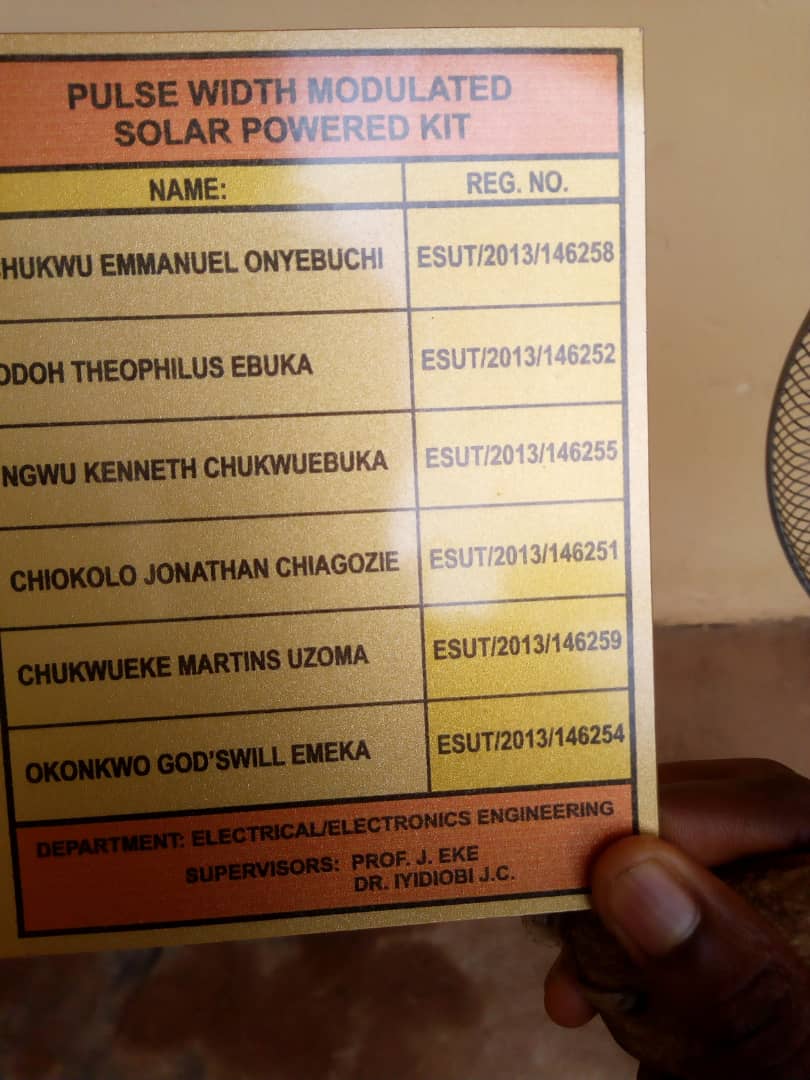 PULSE WIDTH MODULATED
SOLAR POWERED KIT
NAME: REG. NO.
EMMANUEL ONYEBUCHI ESUT/2013/146258
THEOPHILUS EBUKA ESUT/2013/146252
NGWU KENNETH CHUKWUEBUKA ESUT/2013/146255
CHIOKOLO JONATHAN CHIAGOZIE ESUT/2013/146251
CHUKWUEKE MARTINS UZOMA ESUT/2013/146259
OKONKWO GOD'SWILL EMEKA ESUT/2013/146254
DEPARTMENT: ELECTRICAL/ELECTRONICS ENGINEERING
SUPERVISORS: PROF. J. EKE
DR. IYIDIOBI J.C.